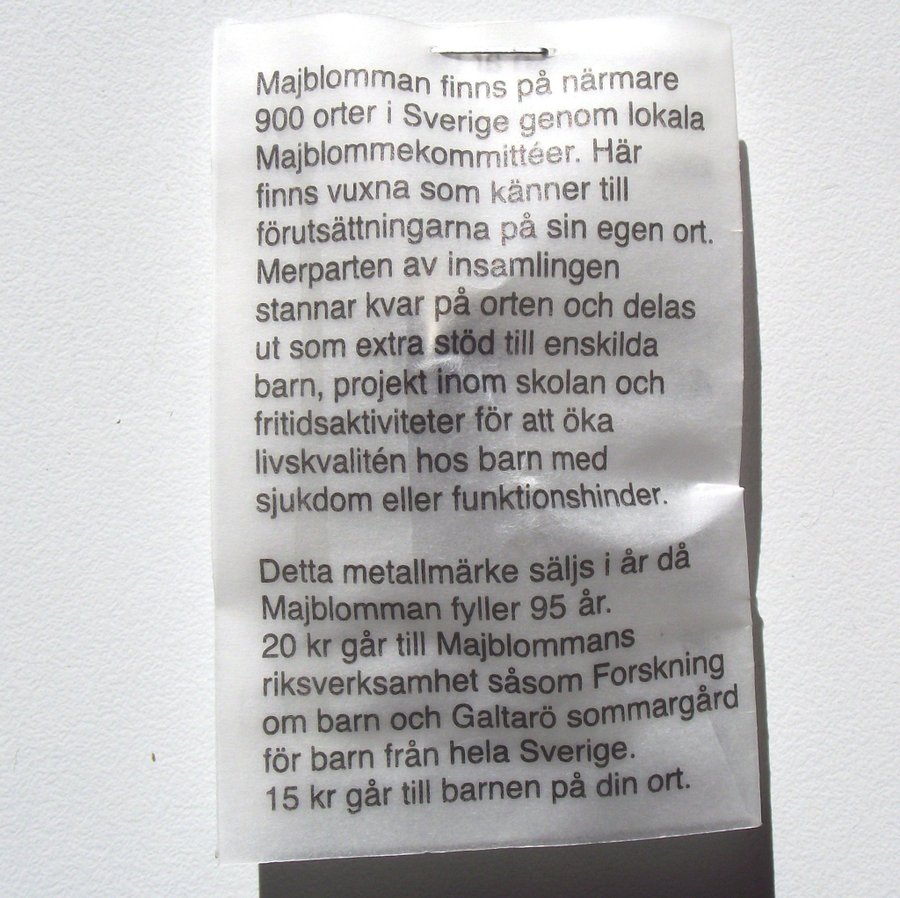 Majblomman finns på närmare
900 orter i Sverige genom lokala
Majblommekommittéer. Här
finns vuxna som känner till
förutsättningarna på sin egen ort.
Merparten av insamlingen
stannar kvar på orten och delas
ut som extra stöd till enskilda
barn, projekt inom skolan och
fritidsaktiviteter för att öka
livskvalitén hos barn med
sjukdom eller funktionshinder.
Detta metallmärke säljs i år då
Majblomman fyller 95 år.
20 kr går till Majblommans
riksverksamhet såsom Forskning
om barn och Galtarö sommargård
för barn från hela Sverige.
15 kr går till barnen på din ort.